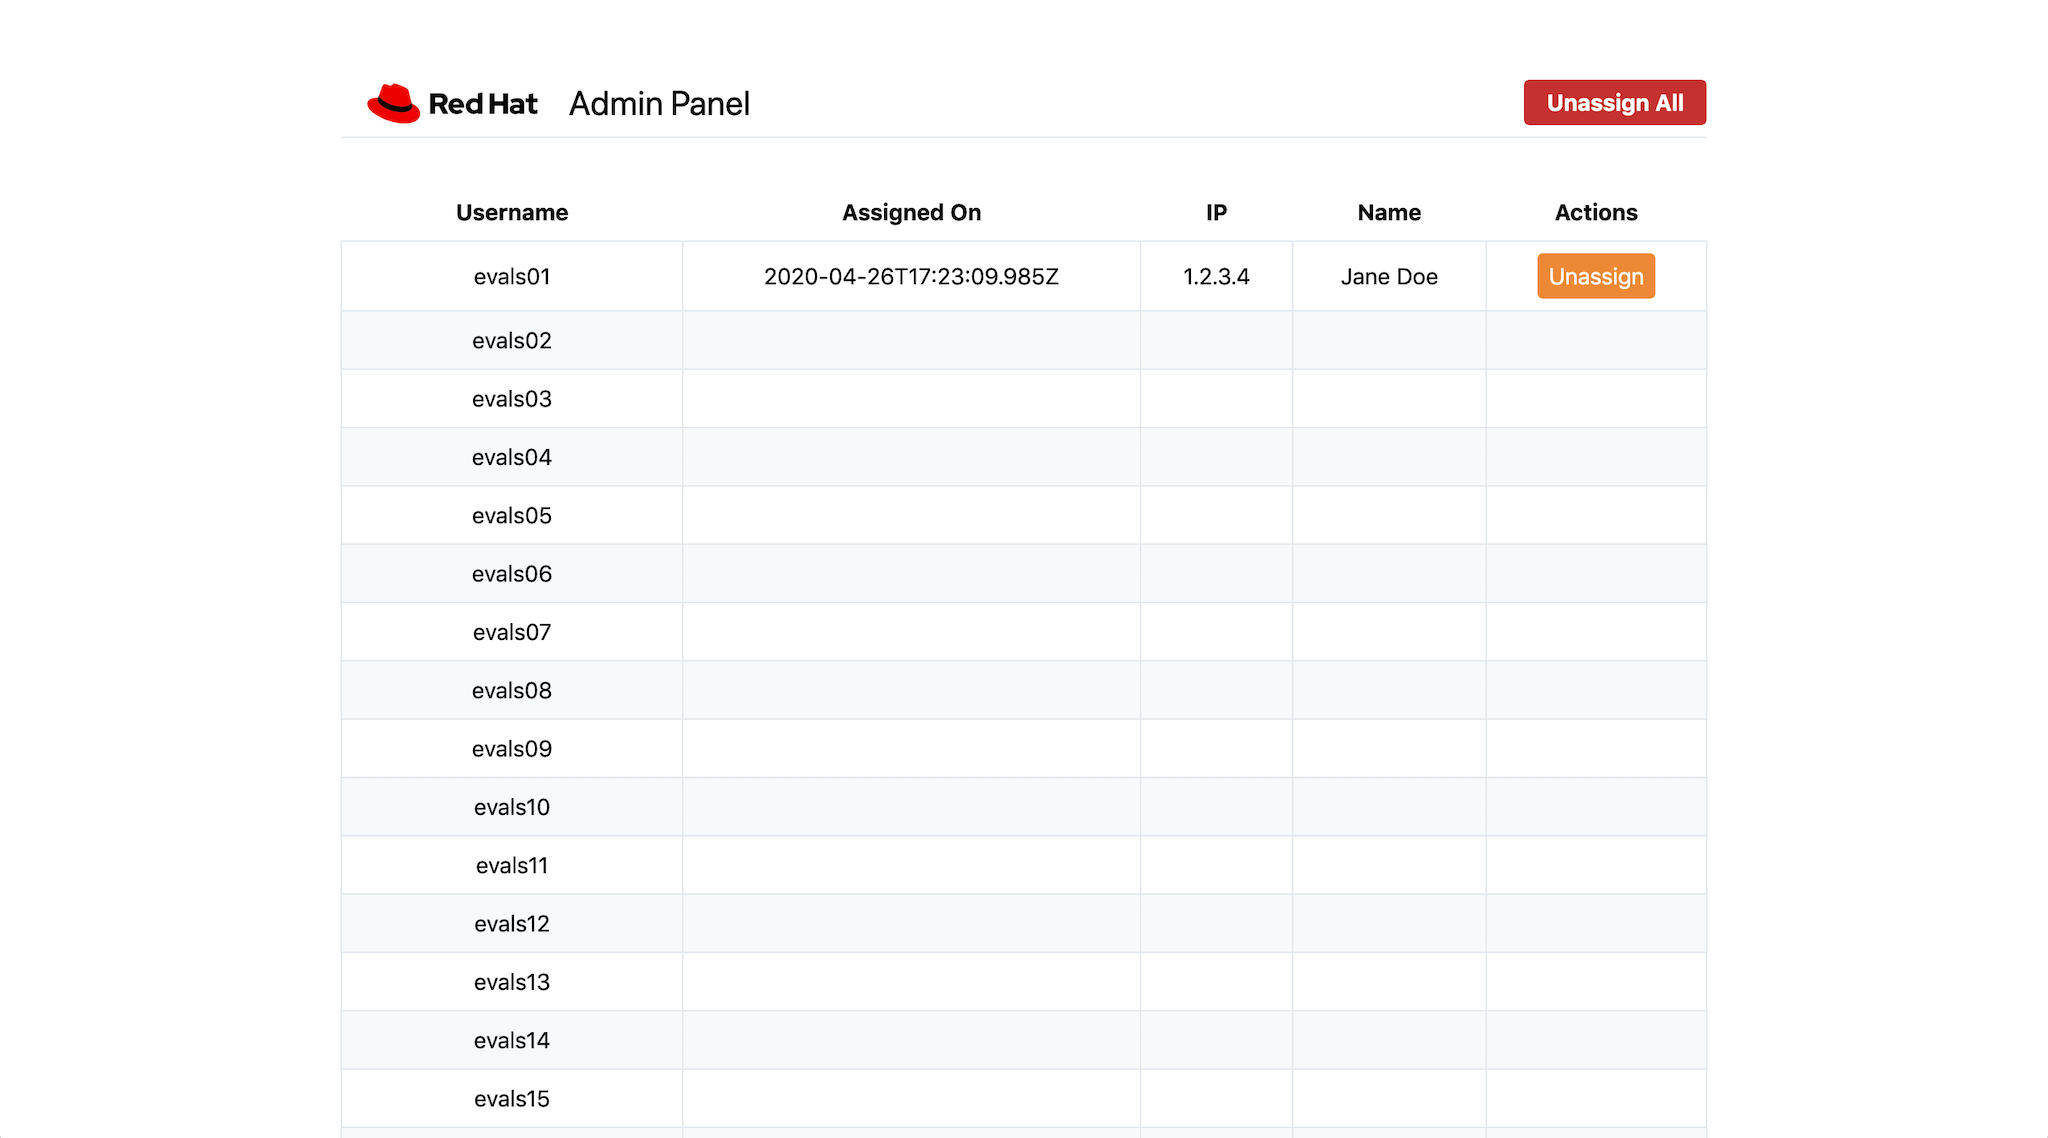 Red Hat Admin Panel Unassign All
Username Assigned On IP Name Actions
evals01 2020-04-26T17:23:09.985Z 1.2.3.4 Jane Doe Unassign
evals02
evals03
evals04
evals05
evals06
evals07
evals08
evals09
evals10
evals11
evals12
evals13
evals14
evals15